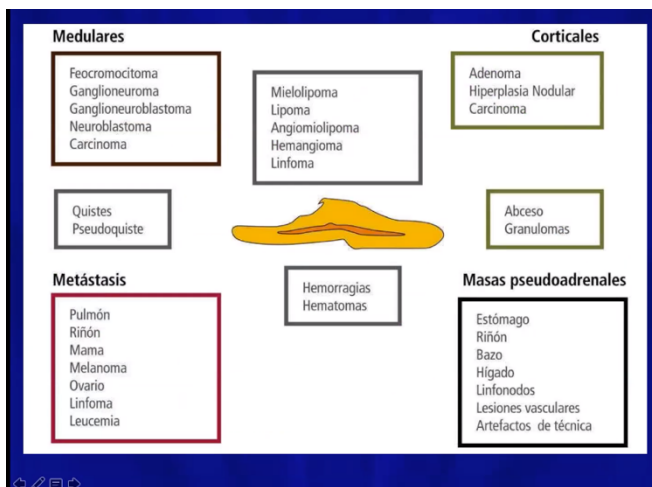 Medulares
Feocromocitoma
Ganglioneuroma
Ganglioneuroblastoma
Neuroblastoma
Carcinoma
Mielolipoma
Lipoma
Angiomiolipoma
Hemangioma
Linfoma
Corticales
Adenoma
Hiperplasia Nodular
Carcinoma
Quistes
Pseudoquiste
Abceso
Granulomas
Metástasis
Pulmón
Riñón
Mama
Melanoma
Ovario
Linfoma
Leucemia
Hemorragias
Hematomas
Masas pseudoadrenales
Estómago
Riñón
Bazo
Hígado
Linfonodos
Lesiones vasculares
Artefactos de técnica